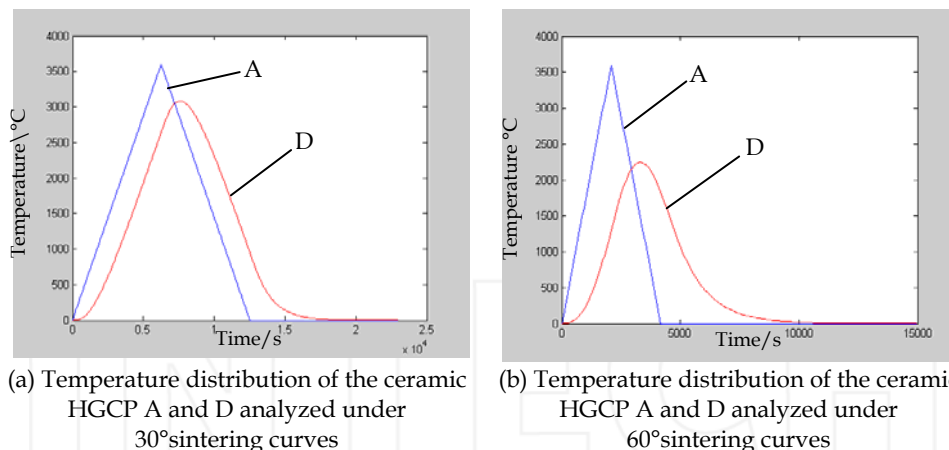 4000
3500
3000
2500
2000
1500
1000
500
0
Temperature\ °C
A
D
0
0.5
1
1.5
2
2.5
x 10⁴
Time/s
4000
3500
3000
2500
2000
1500
1000
500
0
Temperature °C
A
D
0
5000
10000
15000
Time/s
(a) Temperature distribution of the ceramic
HGCP A and D analyzed under
30°sintering curves
(b) Temperature distribution of the ceramic
HGCP A and D analyzed under
60°sintering curves